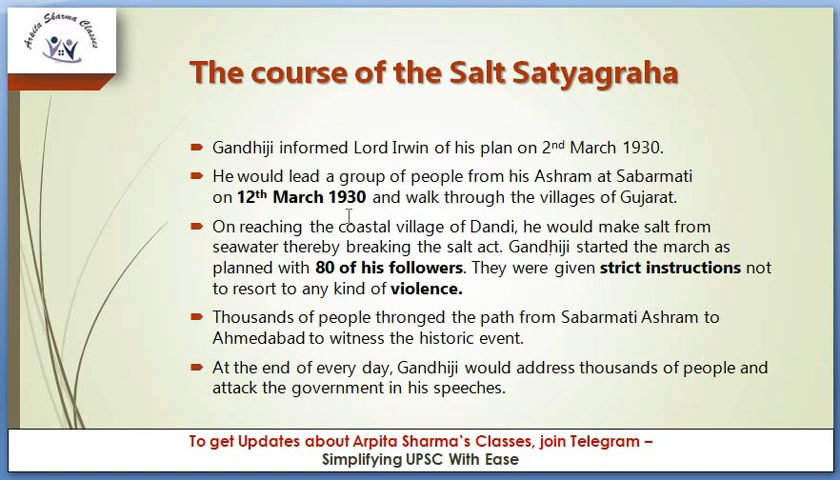 Arpita Sharma Classes
The course of the Salt Satyagraha
Gandhiji informed Lord Irwin of his plan on 2nd March 1930.
He would lead a group of people from his Ashram at Sabarmati
on 12th March 1930 and walk through the villages of Gujarat.
On reaching the coastal village of Dandi, he would make salt from
seawater thereby breaking the salt act. Gandhiji started the march as
planned with 80 of his followers. They were given strict instructions not
to resort to any kind of violence.
Thousands of people thronged the path from Sabarmati Ashram to
Ahmedabad to witness the historic event.
At the end of every day, Gandhiji would address thousands of people and
attack the government in his speeches.
To get Updates about Arpita Sharma's Classes, join Telegram –
Simplifying UPSC With Ease